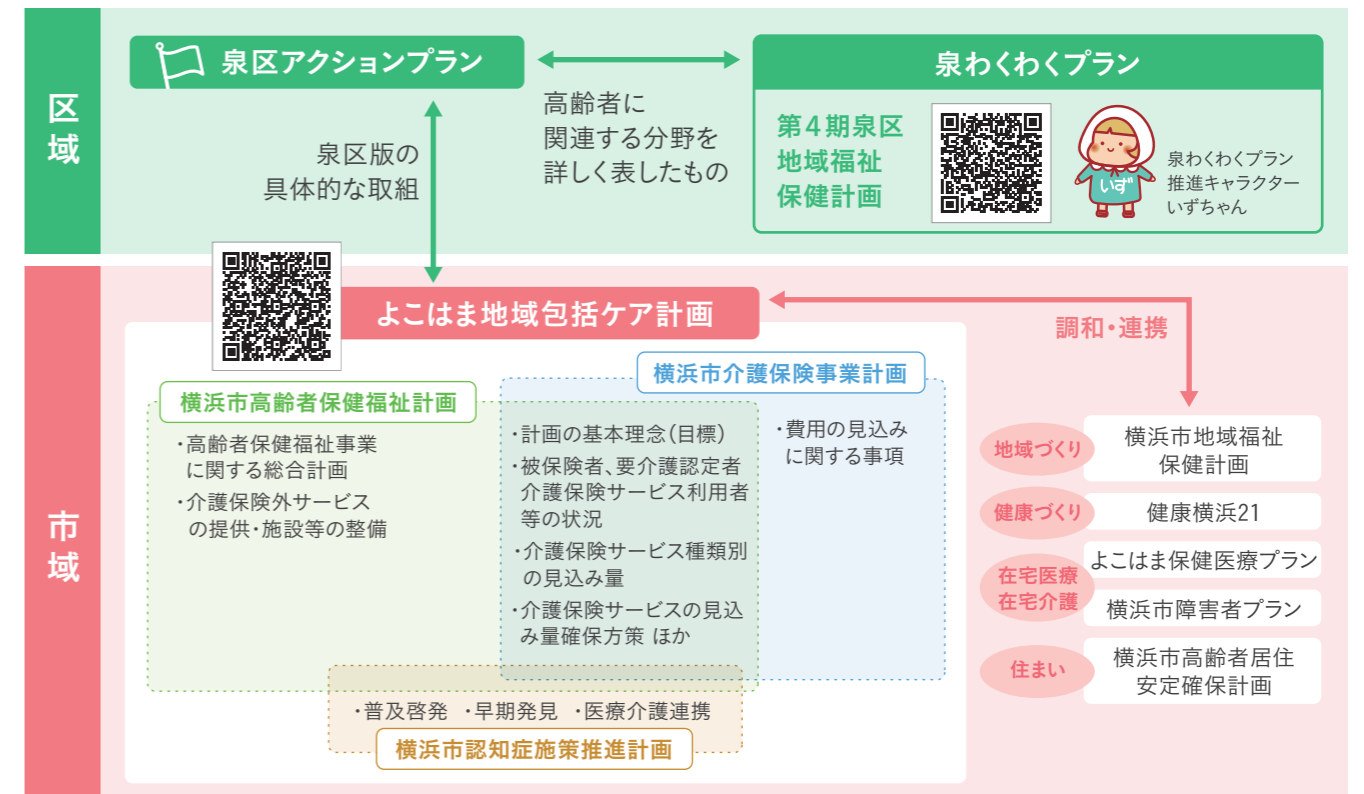 区域
泉区アクションプラン
高齢者に
関連する分野を
詳しく表したもの
泉区版の
具体的な取組
泉わくわくプラン
第4期泉区
地域福祉
保健計画
いず
泉わくわくプラン
推進キャラクター
いずちゃん
市域
よこはま地域包括ケア計画
調和・連携
横浜市高齢者保健福祉計画
・高齢者保健福祉事業
に関する総合計画
・介護保険外サービス
の提供・施設等の整備
・計画の基本理念（目標）
・被保険者、要介護認定者
介護保険サービス利用者
等の状況
・介護保険サービス種類別
の見込み量
・介護保険サービスの見込
み量確保方策 ほか
横浜市介護保険事業計画
・費用の見込み
に関する事項
・普及啓発 ・早期発見 ・医療介護連携
横浜市認知症施策推進計画
地域づくり
横浜市地域福祉
保健計画
健康づくり
健康横浜21
在宅医療
在宅介護
よこはま保健医療プラン
横浜市障害者プラン
住まい
横浜市高齢者居住
安定確保計画